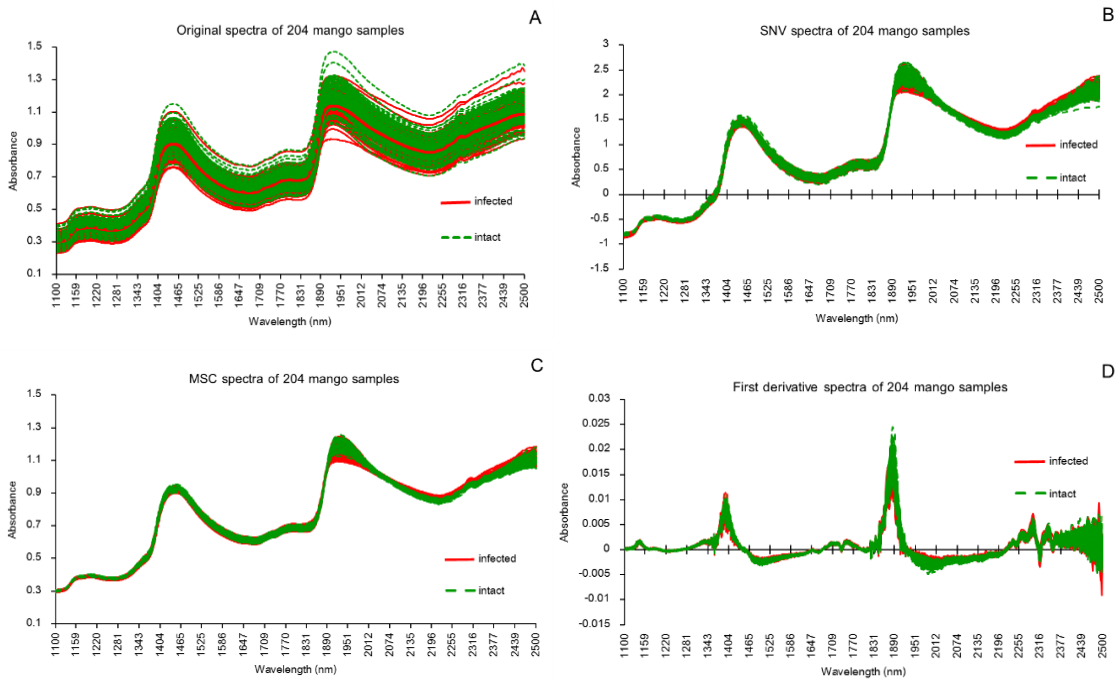 A
Original spectra of 204 mango samples
1.5
1.3
1.1
0.9
0.7
0.5
0.3
0.1
Absorbance
infected
intact
1100 1159 1220 1281 1343 1404 1465 1525 1586 1647 1709 1770 1831 1890 1951 2012 2074 2135 2196 2255 2316 2377 2439 2500
Wavelength (nm)
B
SNV spectra of 204 mango samples
3
2.5
2
1.5
1
0.5
0
-0.5
-1
-1.5
Absorbance
infected
intact
1100 1159 1220 1281 1343 1404 1465 1525 1586 1647 1709 1770 1831 1890 1951 2012 2074 2135 2196 2255 2316 2377 2439 2500
Wavelength (nm)
C
MSC spectra of 204 mango samples
1.5
1.3
1.1
0.9
0.7
0.5
0.3
0.1
Absorbance
infected
intact
1100 1159 1220 1281 1343 1404 1465 1525 1586 1647 1709 1770 1831 1890 1951 2012 2074 2135 2196 2255 2316 2377 2439 2500
Wavelength (nm)
D
First derivative spectra of 204 mango samples
0.03
0.025
0.02
0.015
0.01
0.005
0
-0.005
-0.01
-0.015
Absorbance
infected
intact
1100 1159 1220 1281 1343 1404 1465 1525 1586 1647 1709 1770 1831 1890 1951 2012 2074 2135 2196 2255 2316 2377 2439 2500
Wavelength (nm)